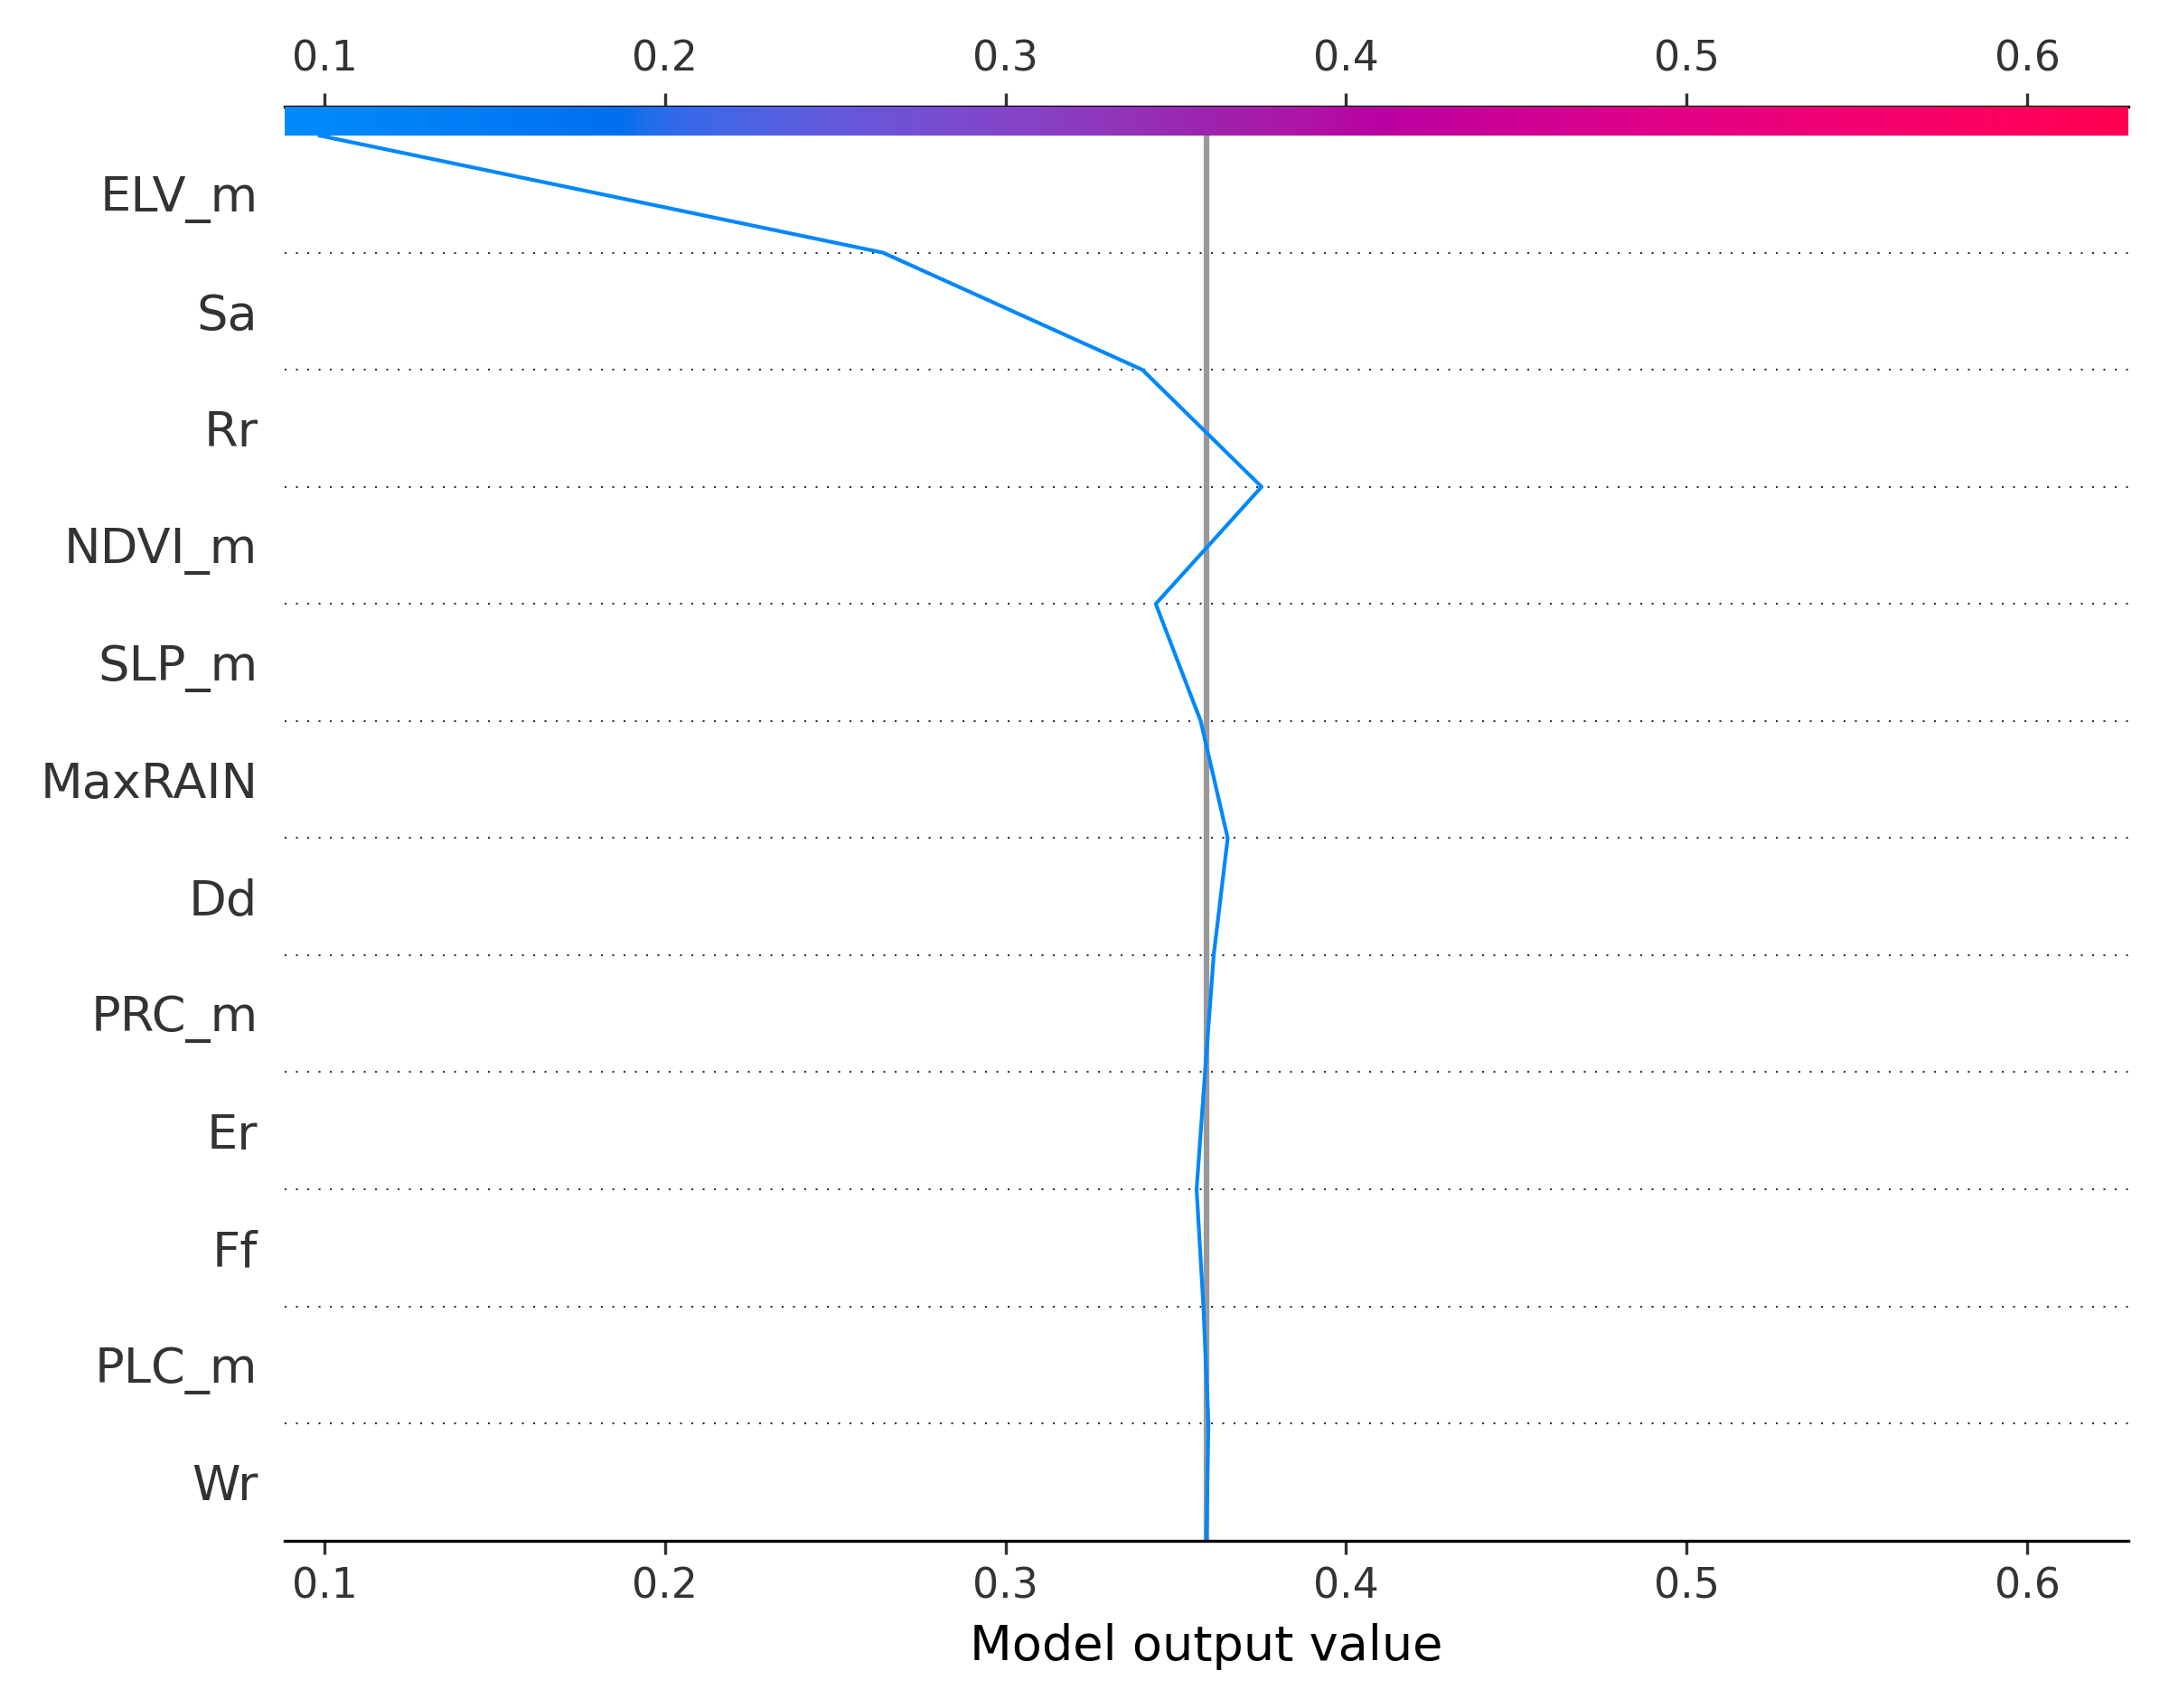 0.1 0.2 0.3 0.4 0.5 0.6
ELV_m
Sa
Rr
NDVI_m
SLP_m
MaxRAIN
Dd
PRC_m
Er
Ff
PLC_m
Wr
0.1 0.2 0.3 0.4 0.5 0.6
Model output value